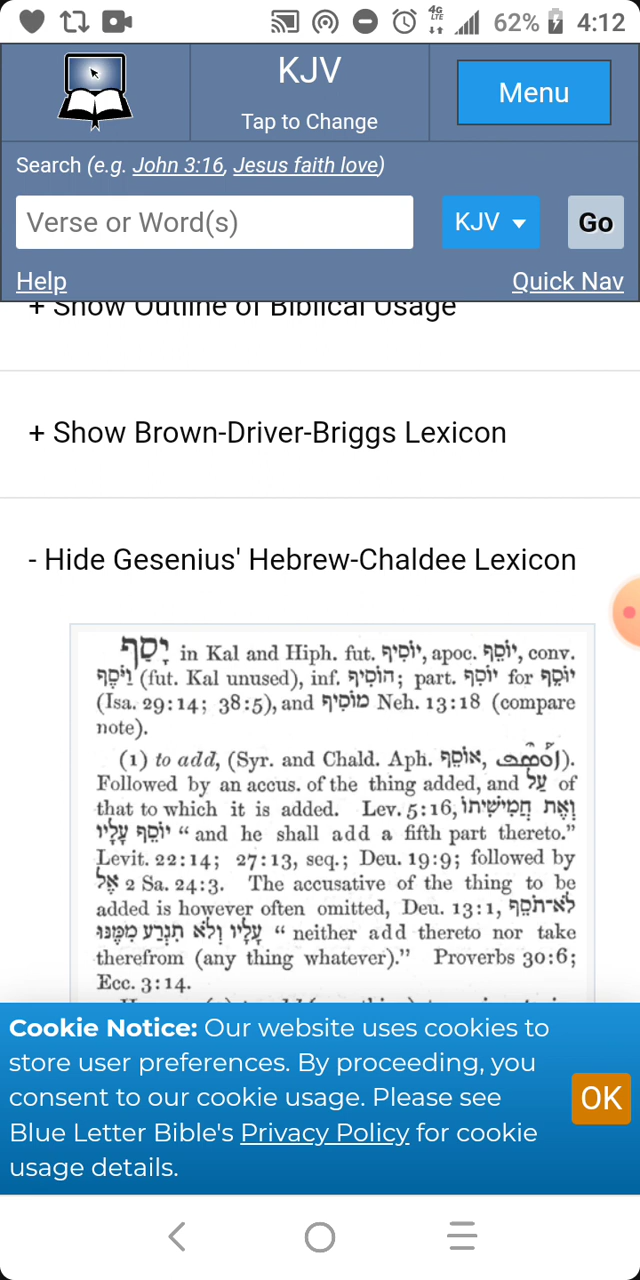 62% 4:12
4G
LTE
KJV
Tap to Change
Menu
Search (e.g. John 3:16, Jesus faith love)
Verse or Word(s)
KJV
Go
Help
Quick Nav
+ Show Outline of Biblical Usage
+ Show Brown-Driver-Briggs Lexicon
- Hide Gesenius' Hebrew-Chaldee Lexicon
יָסַף in Kal and Hiph. fut. יוֹסִיף, apoc. יוֹסֵף, conv.
וַיֹּסֶף (fut. Kal unused), inf. הוֹסִיף; part. יוֹסֵף for יוֹסִף
(Isa. 29:14; 38:5), and מוֹסִיף Neh. 13:18 (compare
note).
(1) to add, (Syr. and Chald. Aph. אוֹסֵף,
Followed by an accus. of the thing added, and עַל of
that to which it is added. Lev. 5:16, וְאֶת חֲמִישִׁיתוֹ
יוֹסֵף עָלָיו “and he shall add a fifth part thereto.”
Levit. 22:14; 27:13, seq.; Deu. 19:9; followed by
אֶל 2 Sa. 24:3. The accusative of the thing to be
added is however often omitted, Deu. 13:1, לֹא־תֹסֵף
עָלָיו וְלֹא תִגְרַע מִמֶּנּוּ “neither add thereto nor take
therefrom (any thing whatever).” Proverbs 30:6;
Ecc. 3:14.
Cookie Notice: Our website uses cookies to
store user preferences. By proceeding, you
consent to our cookie usage. Please see
Blue Letter Bible's Privacy Policy for cookie
usage details.
OK